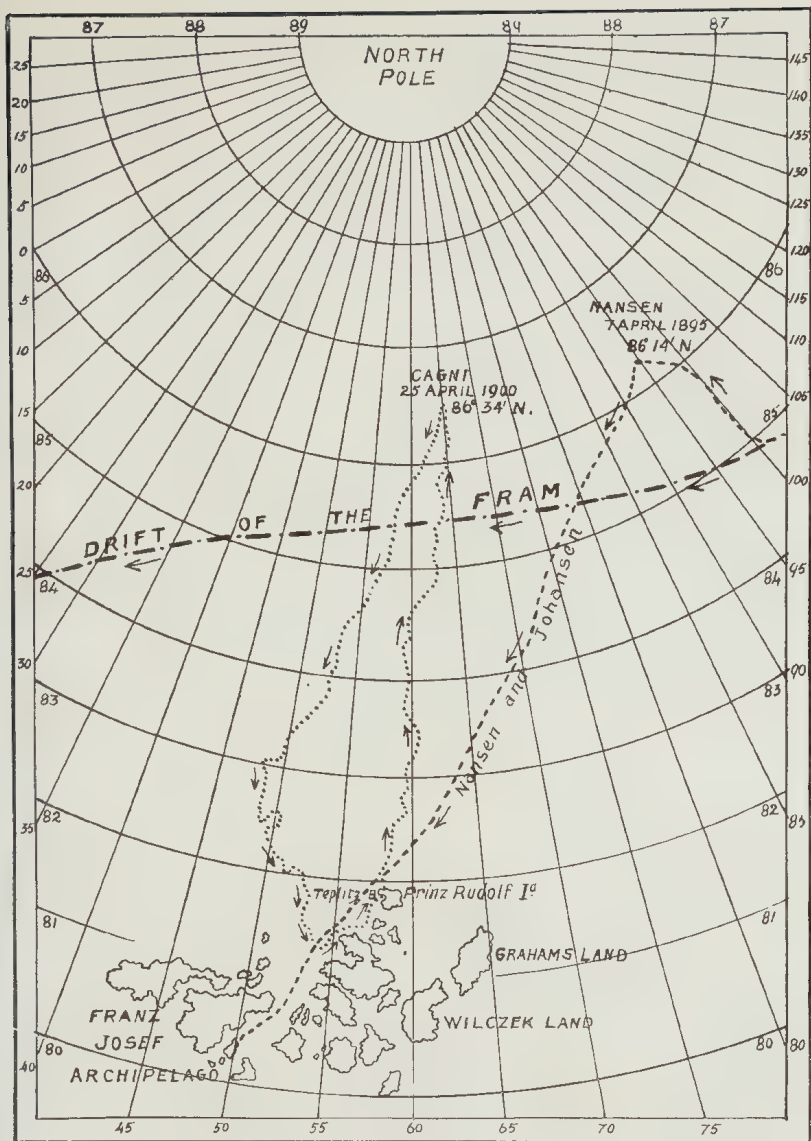 87 88 89 89 88 87
NORTH
POLE
25 145
20 140
15 135
10 130
5 125
0 120
86 86
5 115
NANSEN
7 APRIL 1895
86° 14' N
10 110
CAGNI
25 APRIL 1900
86° 34' N.
15 105
85 85
20 100
DRIFT OF THE FRAM
25 95
84 84
Nansen and Johansen
30 90
83 83
82 82
35 85
Teplitz B. Prinz Rudolf Iᵈ
81 81
GRAHAMS LAND
FRANZ
JOSEF
ARCHIPELAGO
WILCZEK LAND
80 80
40 80
45 50 55 60 65 70 75